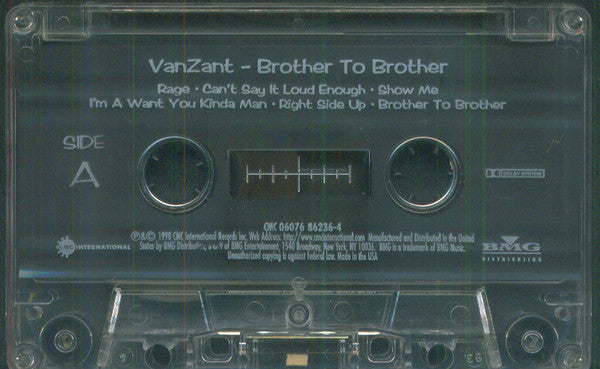 VanZant - Brother To Brother
Rage • Can't Say It Loud Enough • Show Me
I'm A Want You Kinda Man • Right Side Up • Brother To Brother
SIDE
A
DOLBY SYSTEM
CMC 06076 86236-4
℗&© 1998 CMC International Records Inc. Web Address: http://www.cmcinternational.com Manufactured and Distributed in the United
States by BMG of BMG Entertainment, 1540 Broadway, New York, NY 10036. BMG is a trademark of BMG Music.
Unauthorized copying is against federal law. Made in the USA
CMC INTERNATIONAL
BMG
DISTRIBUTION